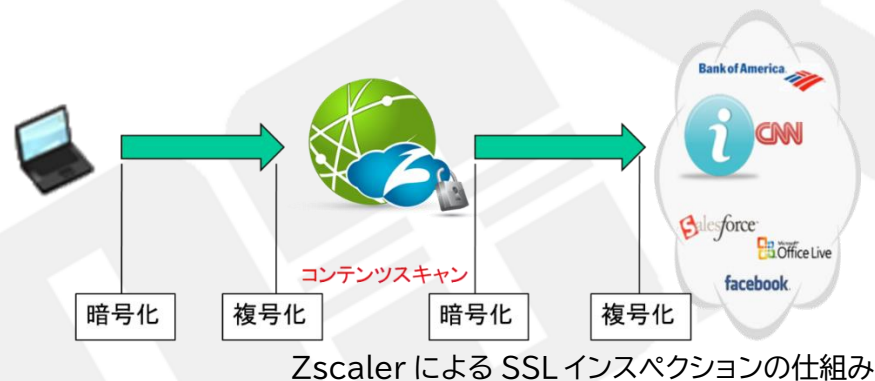 Bank of America
i
CNN
salesforce
Microsoft
Office Live
facebook
Z
コンテンツスキャン
暗号化
複号化
暗号化
複号化
Zscaler による SSL インスペクションの仕組み